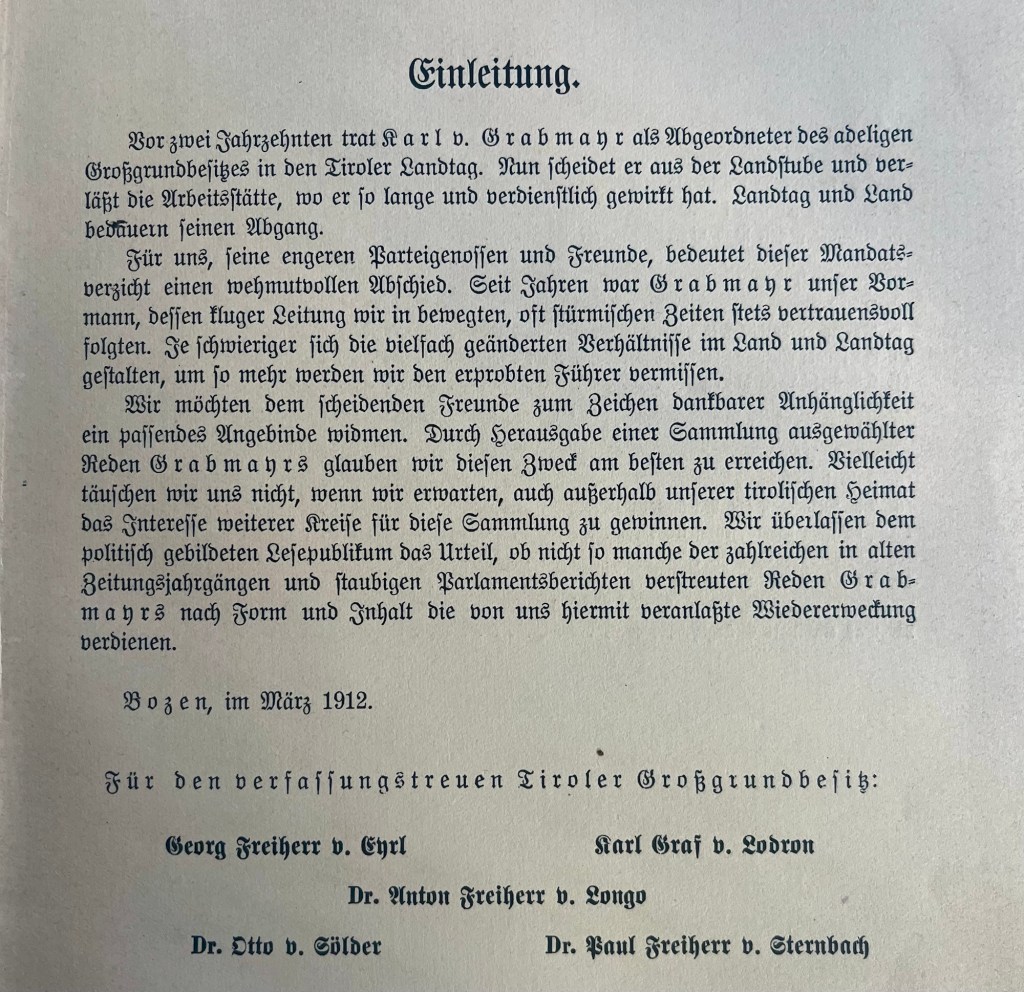 Einleitung.
Vor zwei Jahrzehnten trat Karl v. Grabmayr als Abgeordneter des adeligen
Großgrundbesitzes in den Tiroler Landtag. Nun scheidet er aus der Landstube und ver-
läßt die Arbeitsstätte, wo er so lange und verdienstlich gewirkt hat. Landtag und Land
bedauern seinen Abgang.
Für uns, seine engeren Parteigenossen und Freunde, bedeutet dieser Mandats-
verzicht einen wehmutvollen Abschied. Seit Jahren war Grabmayr unser Vor-
mann, dessen kluger Leitung wir in bewegten, oft stürmischen Zeiten stets vertrauensvoll
folgten. Je schwieriger sich die vielfach geänderten Verhältnisse im Land und Landtag
gestalten, um so mehr werden wir den erprobten Führer vermissen.
Wir möchten dem scheidenden Freunde zum Zeichen dankbarer Anhänglichkeit
ein passendes Angebinde widmen. Durch Herausgabe einer Sammlung ausgewählter
Reden Grabmayrs glauben wir diesen Zweck am besten zu erreichen. Vielleicht
täuschen wir uns nicht, wenn wir erwarten, auch außerhalb unserer tirolischen Heimat
das Interesse weiterer Kreise für diese Sammlung zu gewinnen. Wir überlassen dem
politisch gebildeten Lesepublikum das Urteil, ob nicht so manche der zahlreichen in alten
Zeitungsjahrgängen und staubigen Parlamentsberichten verstreuten Reden Grab-
mayrs nach Form und Inhalt die von uns hiermit veranlaßte Wiedererweckung
verdienen.
Bozen, im März 1912.
Für den verfassungstreuen Tiroler Großgrundbesitz:
Georg Freiherr v. Eyrl Karl Graf v. Lodron
Dr. Anton Freiherr v. Longo
Dr. Otto v. Sölder Dr. Paul Freiherr v. Sternbach